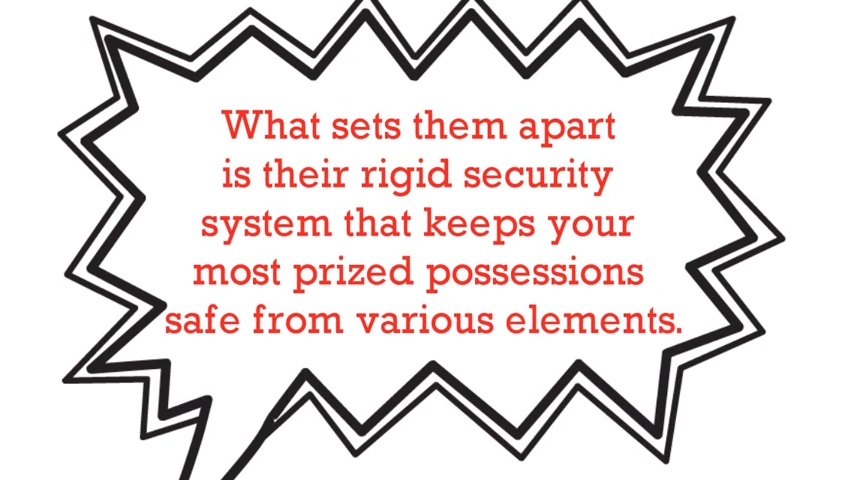 What sets them apart
is their rigid security
system that keeps your
most prized possessions
safe from various elements.